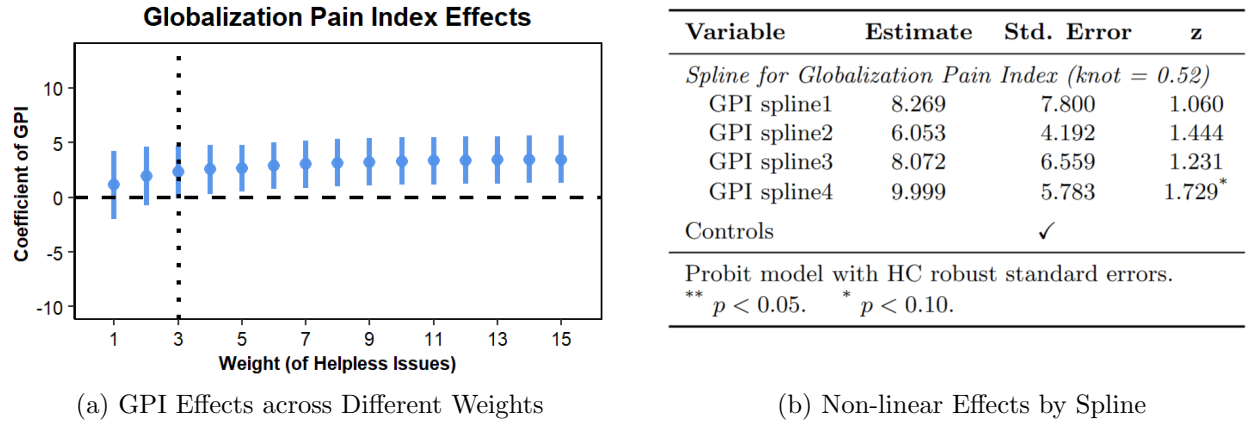 Globalization Pain Index Effects
Coefficient of GPI
10
5
0
-5
-10
1 3 5 7 9 11 13 15
Weight (of Helpless Issues)
(a) GPI Effects across Different Weights
Variable Estimate Std. Error z
Spline for Globalization Pain Index (knot = 0.52)
GPI spline1 8.269 7.800 1.060
GPI spline2 6.053 4.192 1.444
GPI spline3 8.072 6.559 1.231
GPI spline4 9.999 5.783 1.729*
Controls ✓
Probit model with HC robust standard errors.
** p < 0.05. * p < 0.10.
(b) Non-linear Effects by Spline